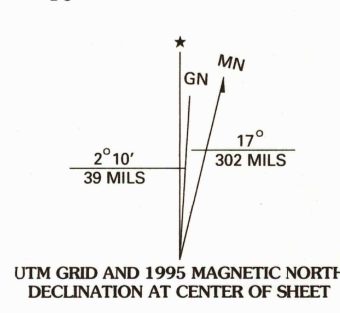 ★
MN
GN
17°
302 MILS
2°10′
39 MILS
UTM GRID AND 1995 MAGNETIC NORTH
DECLINATION AT CENTER OF SHEET